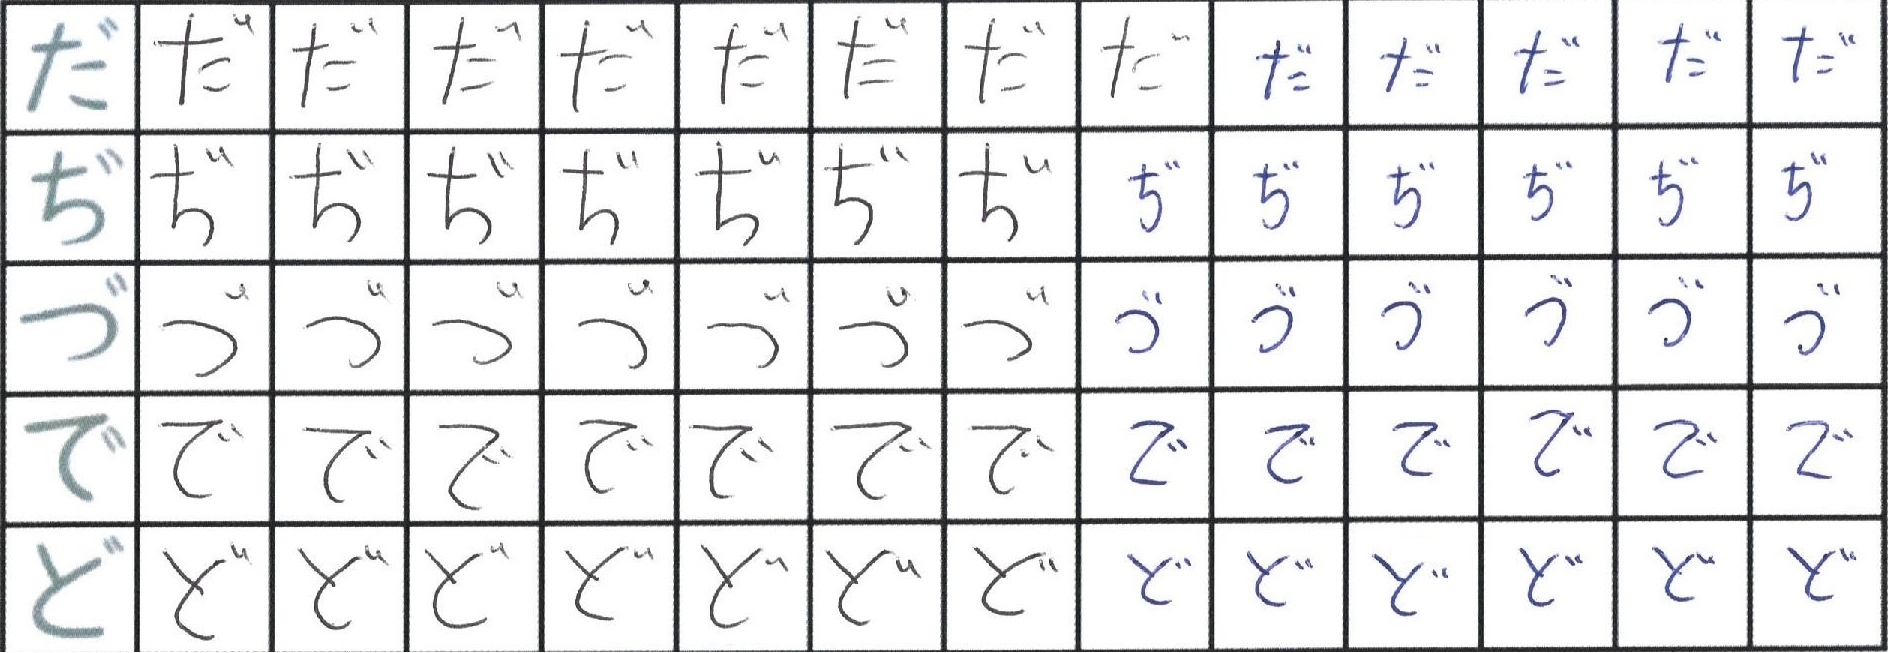 だ だ だ だ だ だ だ だ だ だ だ だ だ だ
ぢ ぢ ぢ ぢ ぢ ぢ ぢ ぢ ぢ ぢ ぢ ぢ ぢ ぢ
づ づ づ づ づ づ づ づ づ づ づ づ づ づ
で で で で で で で で で で で で で で
ど ど ど ど ど ど ど ど ど ど ど ど ど ど